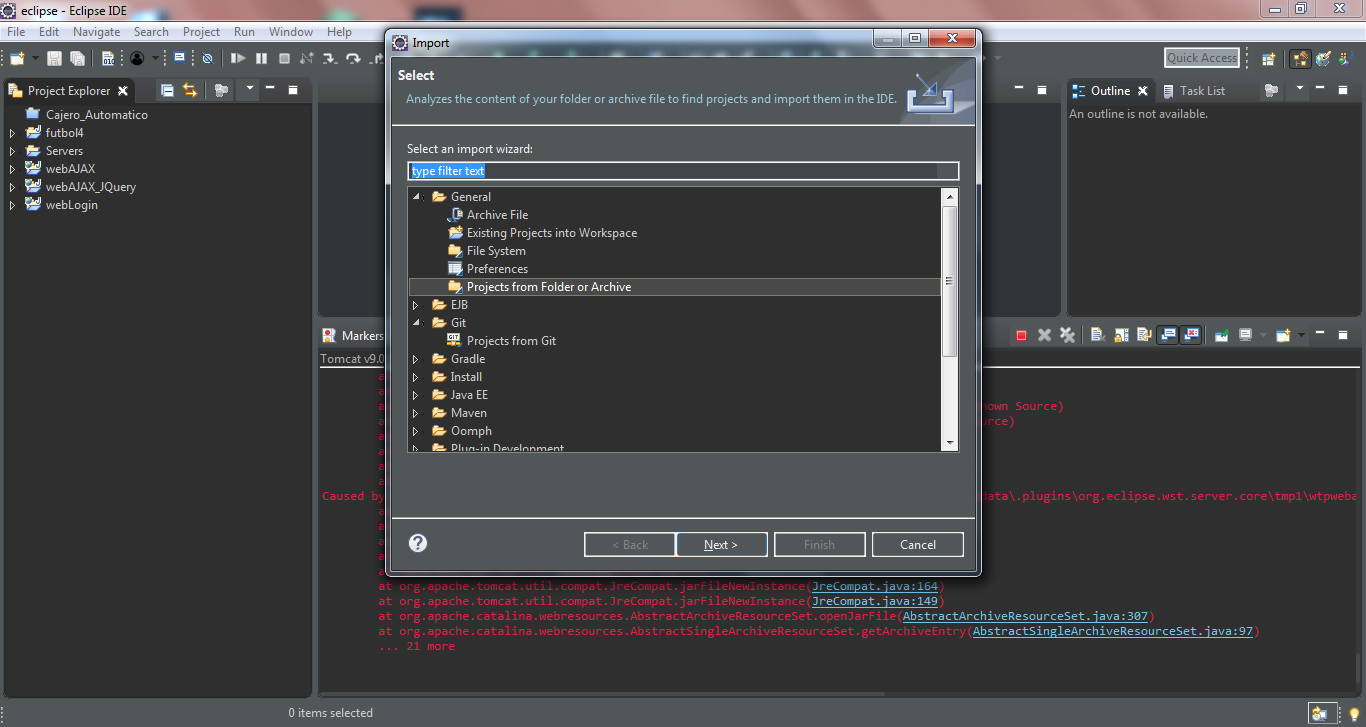 eclipse - Eclipse IDE
File Edit Navigate Search Project Run Window Help
Quick Access
Project Explorer
Cajero_Automatico
futbol4
Servers
webAJAX
webAJAX_JQuery
webLogin
Import
Select
Analyzes the content of your folder or archive file to find projects and import them in the IDE.
Select an import wizard:
type filter text
General
Archive File
Existing Projects into Workspace
File System
Preferences
Projects from Folder or Archive
EJB
Git
Projects from Git
Gradle
Install
Java EE
Maven
Oomph
Plug-in Development
< Back Next > Finish Cancel
Outline Task List
An outline is not available.
Markers
Tomcat v9.0
own Source)
rce)
Caused by data\.plugins\org.eclipse.wst.server.core\tmp1\wtpweba
at org.apache.tomcat.util.compat.JreCompat.jarFileNewInstance(JreCompat.java:164)
at org.apache.tomcat.util.compat.JreCompat.jarFileNewInstance(JreCompat.java:149)
at org.apache.catalina.webresources.AbstractArchiveResourceSet.openJarFile(AbstractArchiveResourceSet.java:307)
at org.apache.catalina.webresources.AbstractSingleArchiveResourceSet.getArchiveEntry(AbstractSingleArchiveResourceSet.java:97)
... 21 more
0 items selected